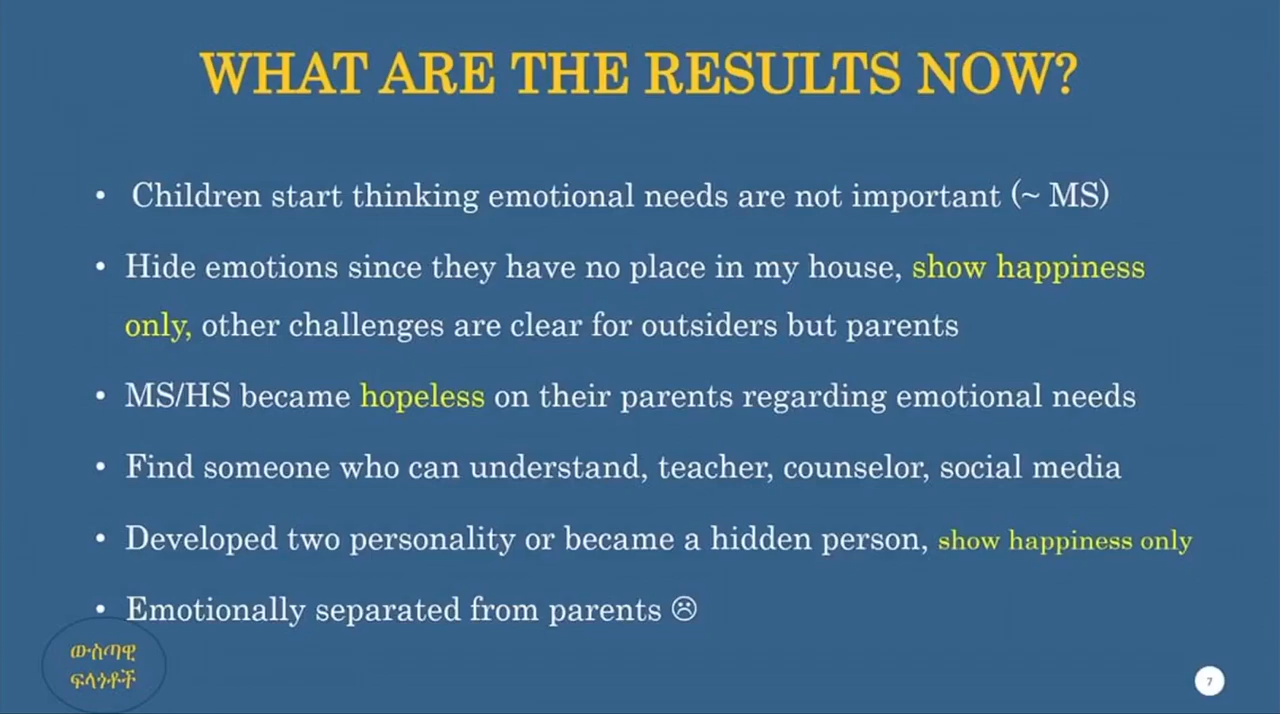 WHAT ARE THE RESULTS NOW?
• Children start thinking emotional needs are not important (~ MS)
• Hide emotions since they have no place in my house, show happiness
only, other challenges are clear for outsiders but parents
• MS/HS became hopeless on their parents regarding emotional needs
• Find someone who can understand, teacher, counselor, social media
• Developed two personality or became a hidden person, show happiness only
• Emotionally separated from parents ☹
ውስጣዊ
ፍላጎቶች
7